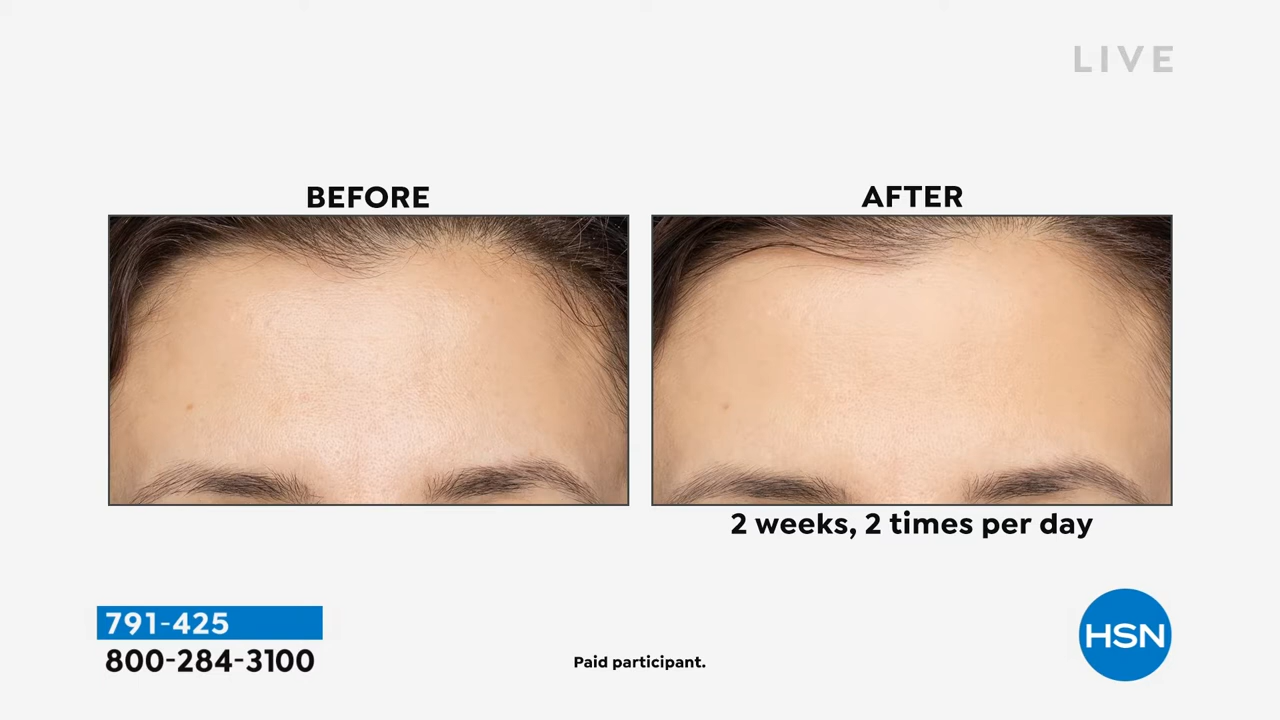 LIVE
BEFORE
AFTER
2 weeks, 2 times per day
791-425
800-284-3100
Paid participant.
HSN